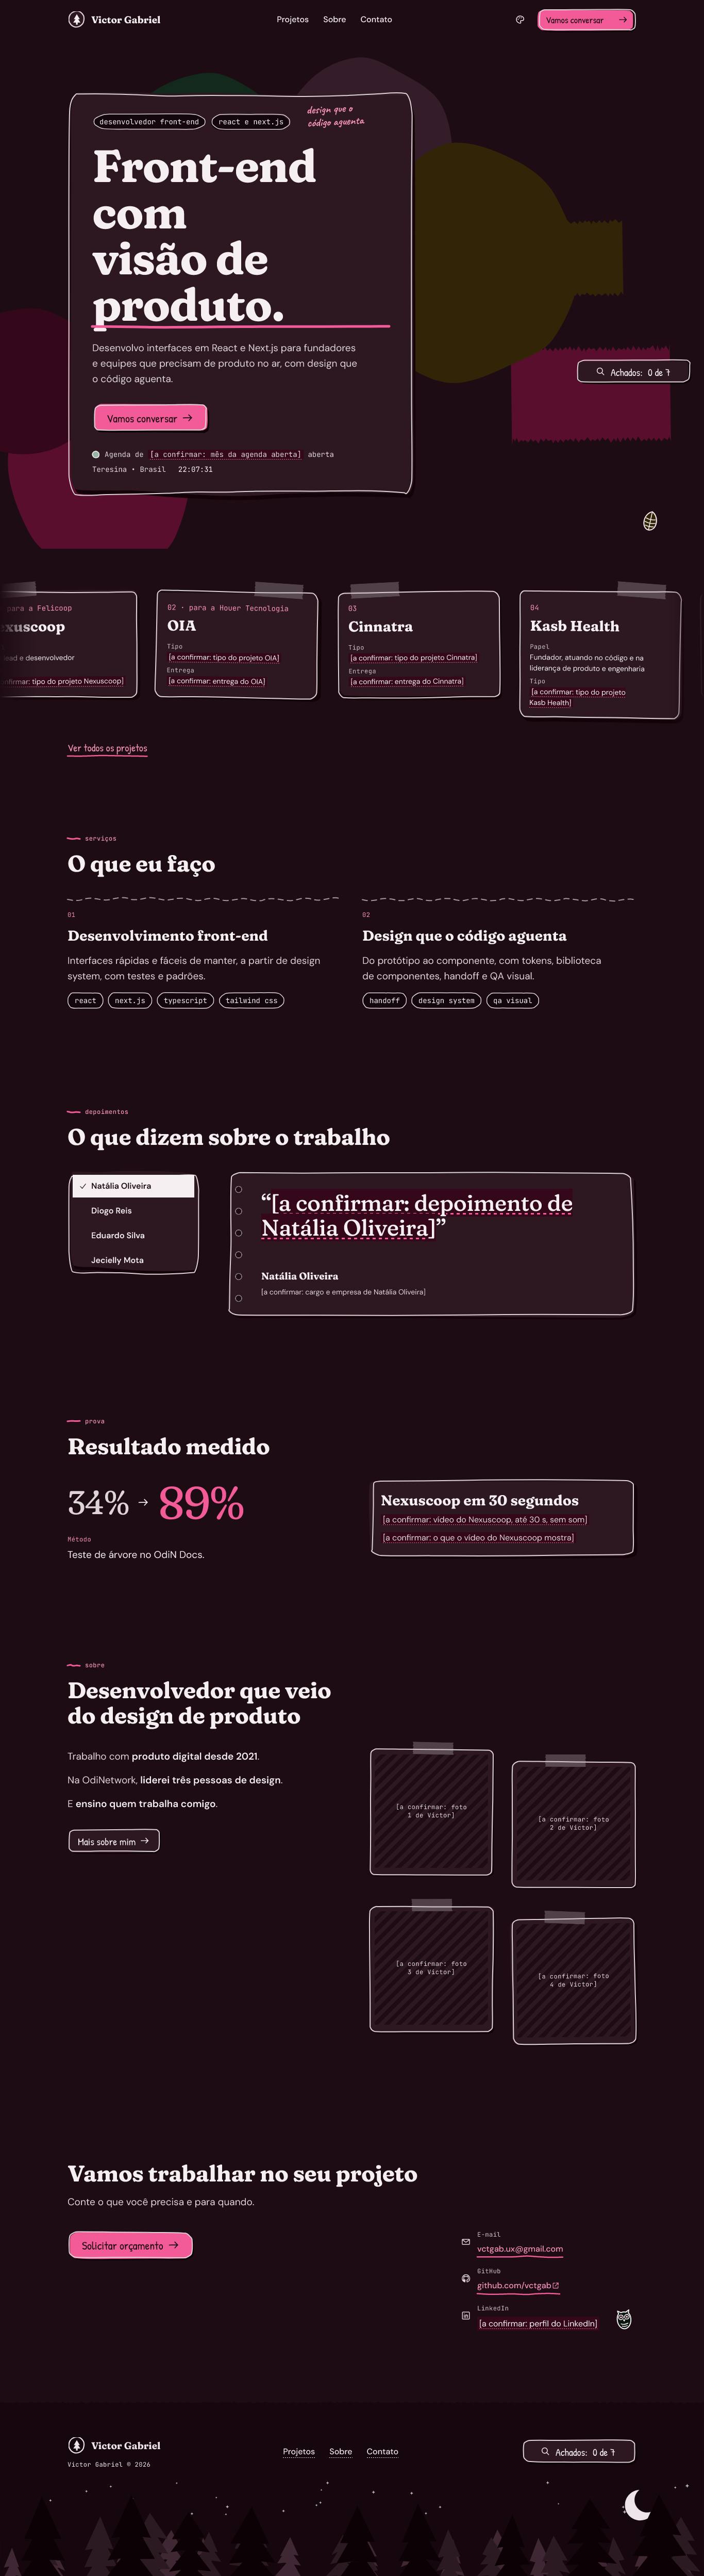 Victor Gabriel
Projetos Sobre Contato
Vamos conversar
desenvolvedor front-end react e next.js
design que o
código aguenta
Front-end
com
visão de
produto.
Desenvolvo interfaces em React e Next.js para fundadores
e equipes que precisam de produto no ar, com design que
o código aguenta.
Vamos conversar
Agenda de [a confirmar: mês da agenda aberta] aberta
Teresina • Brasil 22:07:31
Achados: 0 de 7
para a Felicoop
xuscoop
ead e desenvolvedor
nfirmar: tipo do projeto Nexuscoop]
02 · para a Hover Tecnologia
OIA
Tipo
[a confirmar: tipo do projeto OIA]
Entrega
[a confirmar: entrega do OIA]
03
Cinnatra
Tipo
[a confirmar: tipo do projeto Cinnatra]
Entrega
[a confirmar: entrega do Cinnatra]
04
Kasb Health
Papel
Fundador, atuando no código e na
liderança de produto e engenharia
Tipo
[a confirmar: tipo do projeto
Kasb Health]
Ver todos os projetos
serviços
O que eu faço
01
Desenvolvimento front-end
Interfaces rápidas e fáceis de manter, a partir de design
system, com testes e padrões.
react next.js typescript tailwind css
02
Design que o código aguenta
Do protótipo ao componente, com tokens, biblioteca
de componentes, handoff e QA visual.
handoff design system qa visual
depoimentos
O que dizem sobre o trabalho
Natália Oliveira
Diogo Reis
Eduardo Silva
Jecielly Mota
“[a confirmar: depoimento de
Natália Oliveira]”
Natália Oliveira
[a confirmar: cargo e empresa de Natália Oliveira]
prova
Resultado medido
34% → 89%
Método
Teste de árvore no OdiN Docs.
Nexuscoop em 30 segundos
[a confirmar: vídeo do Nexuscoop, até 30 s, sem som]
[a confirmar: o que o vídeo do Nexuscoop mostra]
sobre
Desenvolvedor que veio
do design de produto
Trabalho com produto digital desde 2021.
Na OdiNetwork, liderei três pessoas de design.
E ensino quem trabalha comigo.
Mais sobre mim
[a confirmar: foto
1 de Victor]
[a confirmar: foto
2 de Victor]
[a confirmar: foto
3 de Victor]
[a confirmar: foto
4 de Victor]
Vamos trabalhar no seu projeto
Conte o que você precisa e para quando.
Solicitar orçamento
E-mail
vctgab.ux@gmail.com
GitHub
github.com/vctgab
LinkedIn
[a confirmar: perfil do LinkedIn]
Victor Gabriel
Victor Gabriel © 2026
Projetos Sobre Contato
Achados: 0 de 7